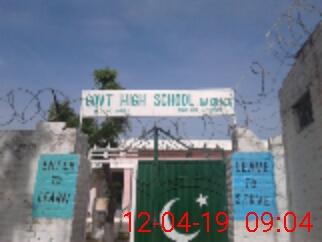 GOVT HIGH SCHOOL
ENTER
TO
LEARN
LEAVE
TO
SERVE
12-04-19 09:04